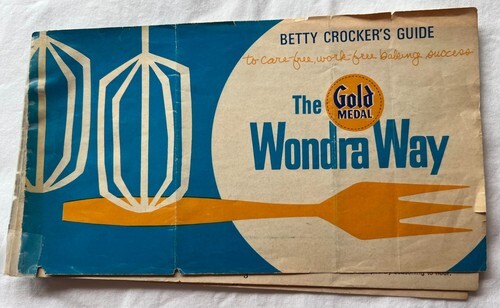 BETTY CROCKER'S GUIDE
to care-free, work-free baking success
The Gold
MEDAL
Wondra Way